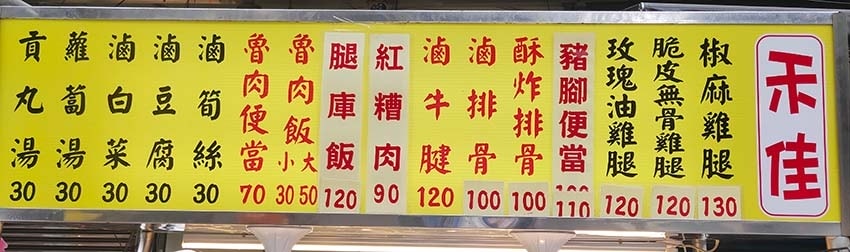 禾佳
椒麻雞腿 130
脆皮無骨雞腿 120
玫瑰油雞腿 120
豬腳便當 110
酥炸排骨 100
滷排骨 100
滷牛腱 120
紅糟肉 90
腿庫飯 120
魯肉飯 大50 小30
魯肉便當 70
滷筍絲 30
滷豆腐 30
滷白菜 30
蘿蔔湯 30
貢丸湯 30